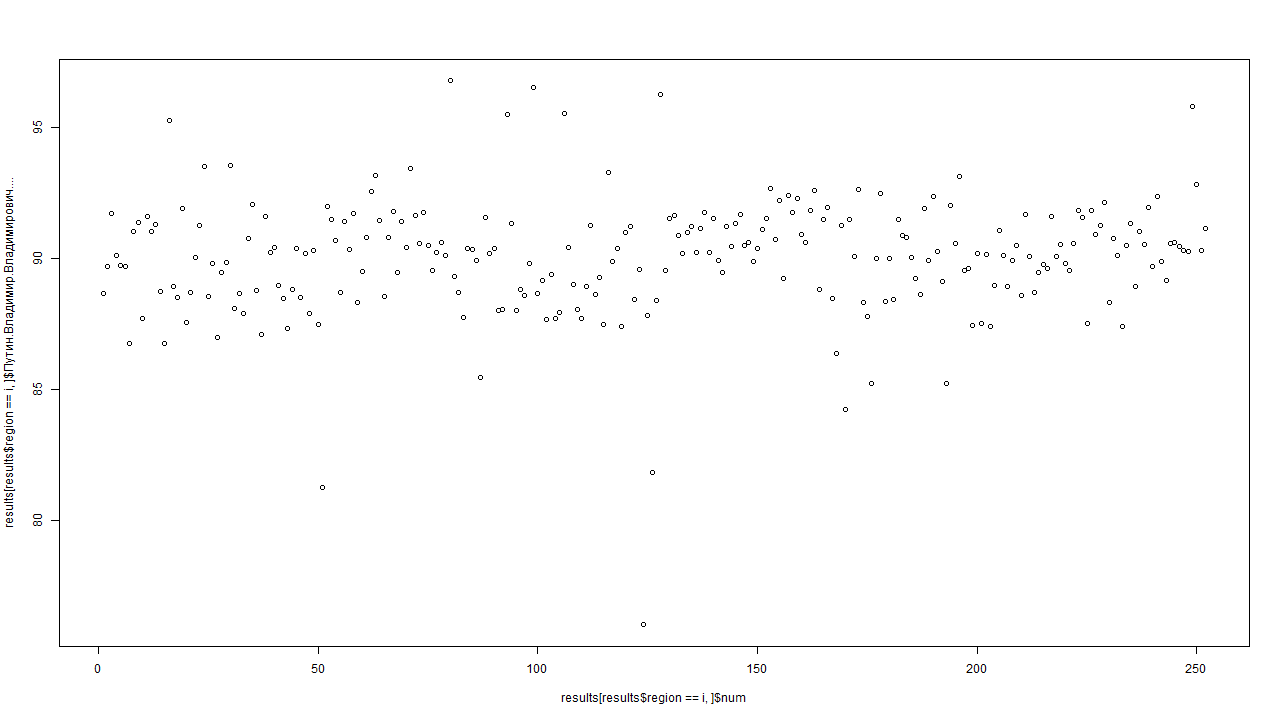 results[results$region == i, ]$Путин.Владимир.Владимирович....
95
90
85
80
0 50 100 150 200 250
results[results$region == i, ]$num